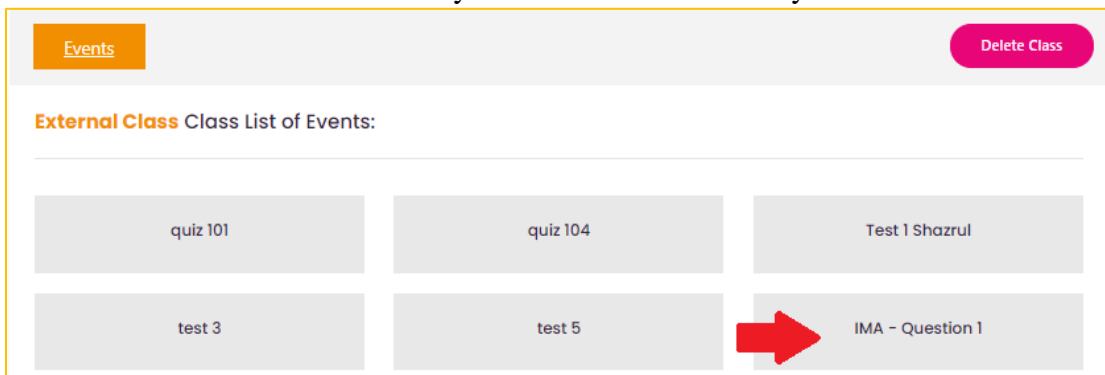 Events
Delete Class
External Class Class List of Events:
quiz 101
quiz 104
Test 1 Shazrul
test 3
test 5
IMA - Question 1